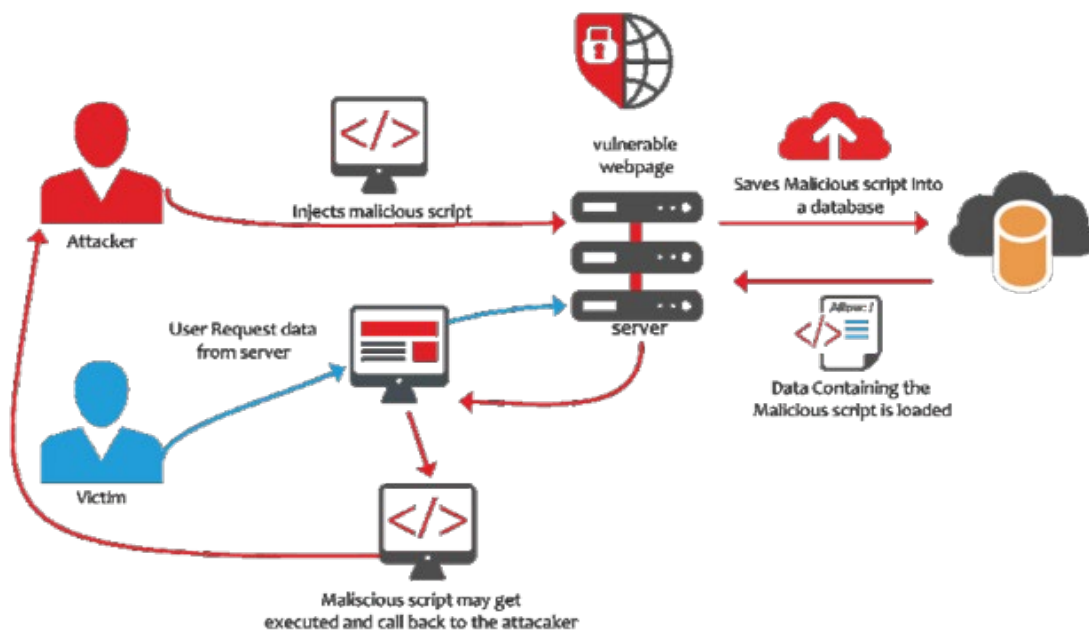 vulnerable
webpage
Injects malicious script
Saves Malicious script Into
a database
Attacker
server
User Request data
from server
Allow: /
Data Containing the
Malicious script is loaded
Victim
Maliscious script may get
executed and call back to the attacaker